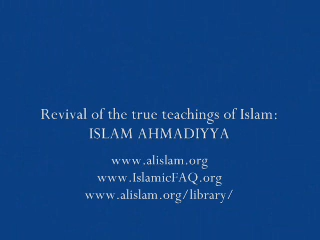 Revival of the true teachings of Islam:
ISLAM AHMADIYYA
www.alislam.org
www.IslamicFAQ.org
www.alislam.org/library/